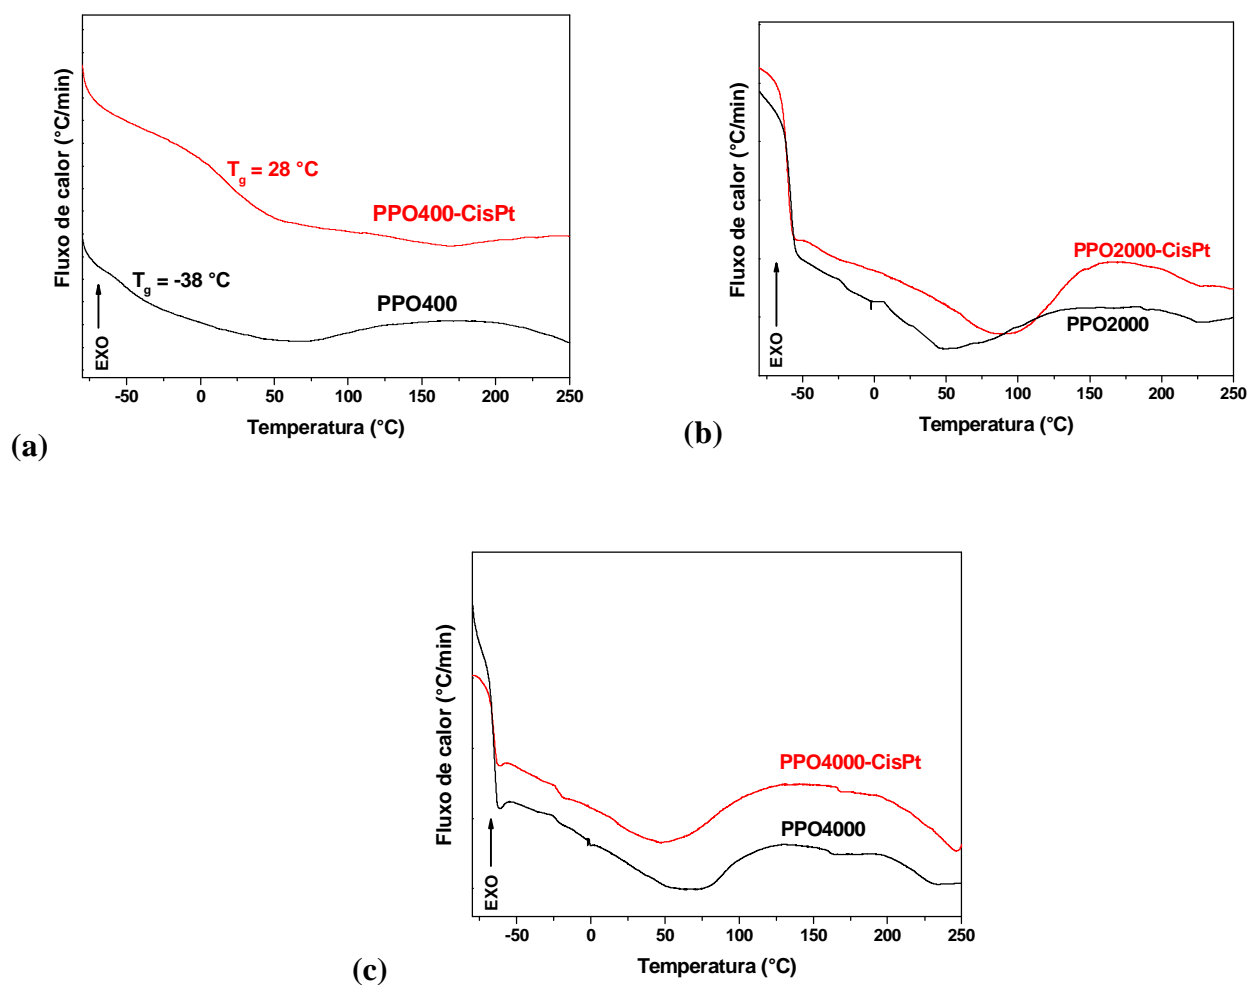 Fluxo de calor (°C/min)
EXO
Tg = 28 °C
PPO400-CisPt
Tg = -38 °C
PPO400
-50 0 50 100 150 200 250
Temperatura (°C)
(a)
Fluxo de calor (°C/min)
EXO
PPO2000-CisPt
PPO2000
-50 0 50 100 150 200 250
Temperatura (°C)
(b)
Fluxo de calor (°C/min)
EXO
PPO4000-CisPt
PPO4000
-50 0 50 100 150 200 250
Temperatura (°C)
(c)